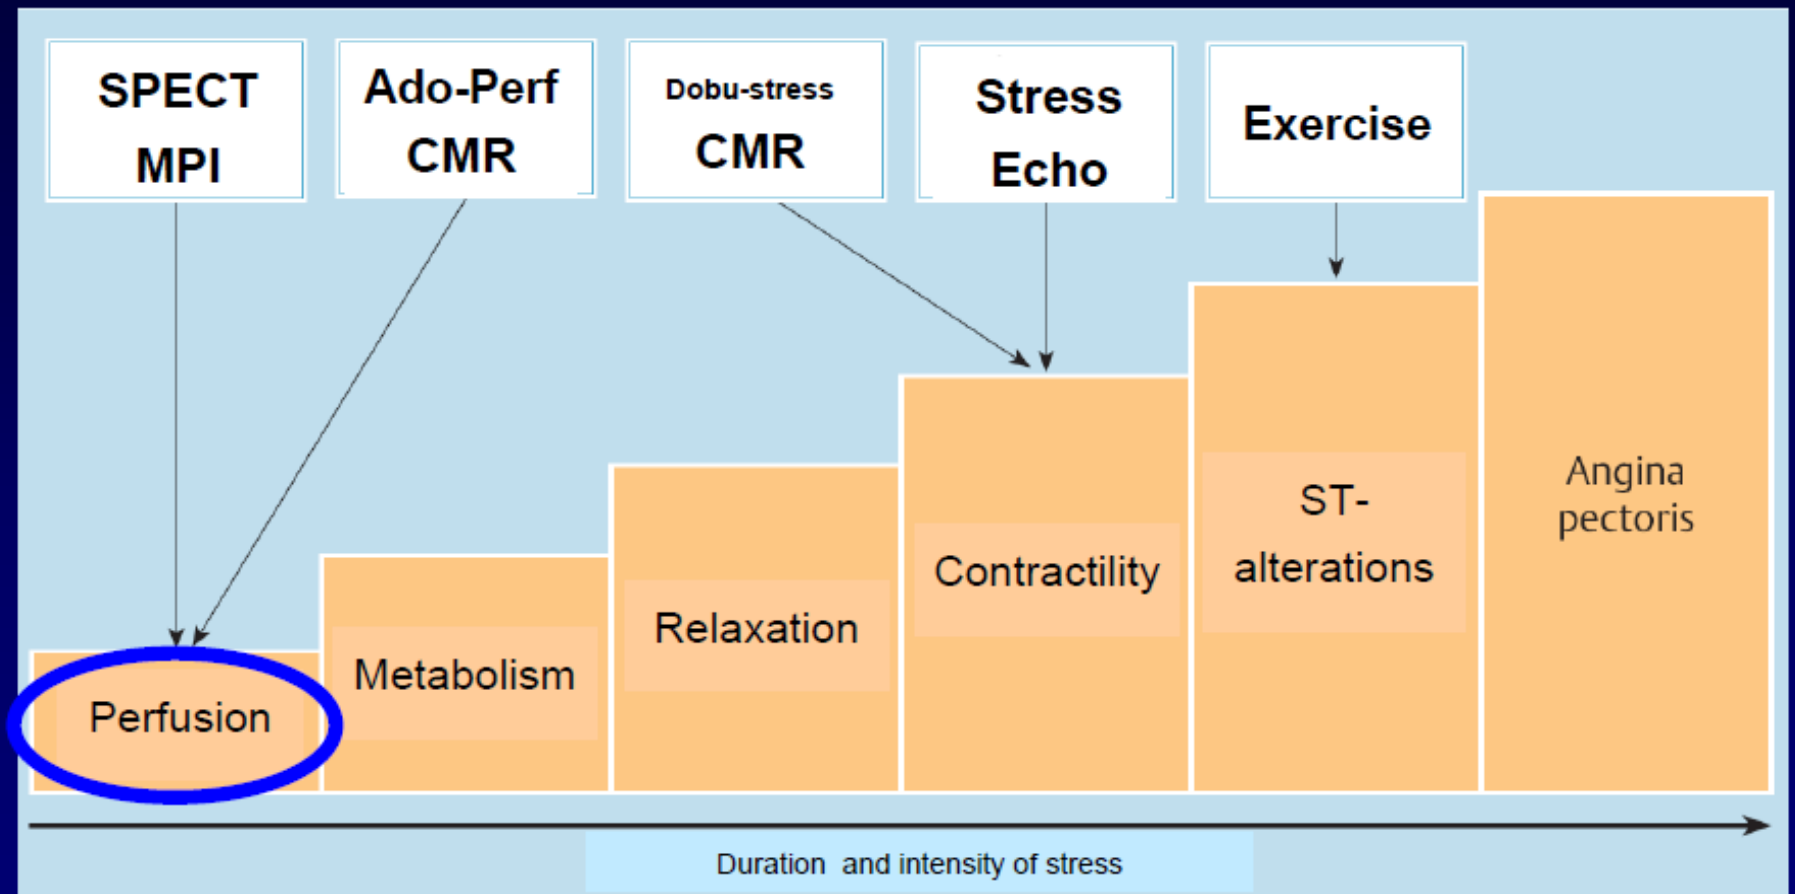 SPECT
MPI
Ado-Perf
CMR
Dobu-stress
CMR
Stress
Echo
Exercise
Perfusion
Metabolism
Relaxation
Contractility
ST-
alterations
Angina
pectoris
Duration and intensity of stress